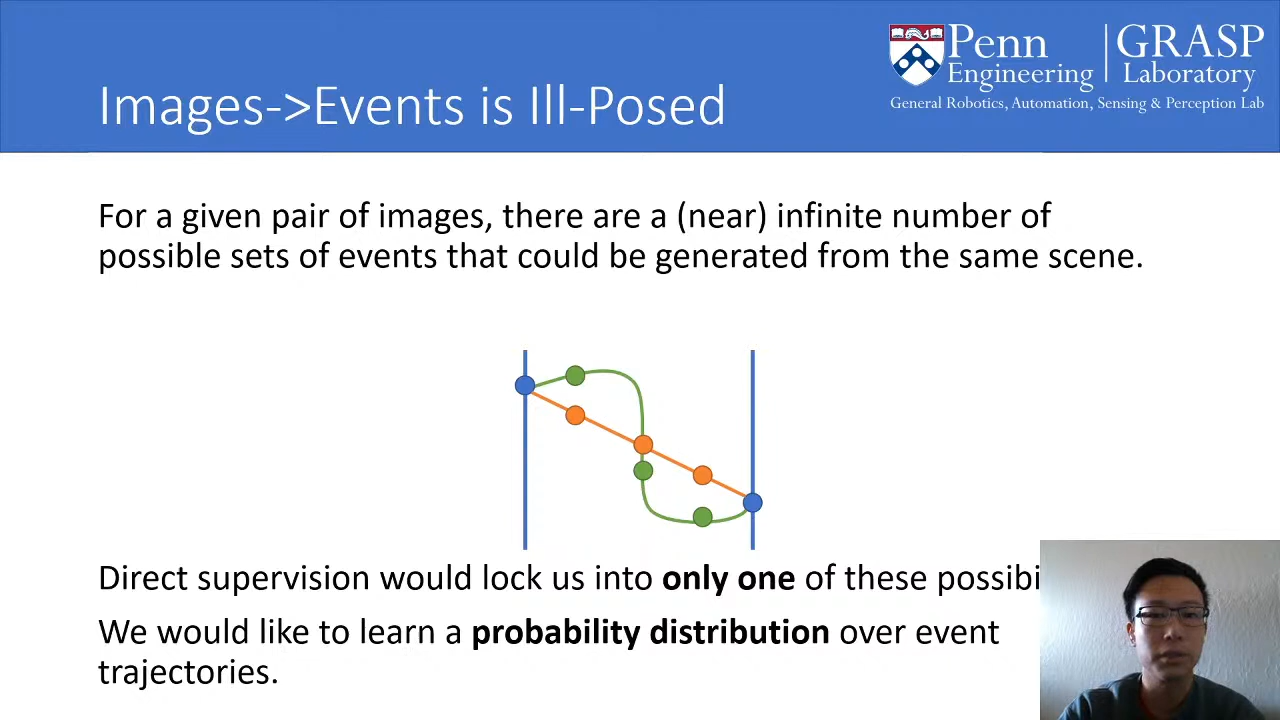 Penn
Engineering
GRASP
Laboratory
General Robotics, Automation, Sensing & Perception Lab
Images->Events is Ill-Posed
For a given pair of images, there are a (near) infinite number of
possible sets of events that could be generated from the same scene.
Direct supervision would lock us into only one of these
We would like to learn a probability distribution over event
trajectories.